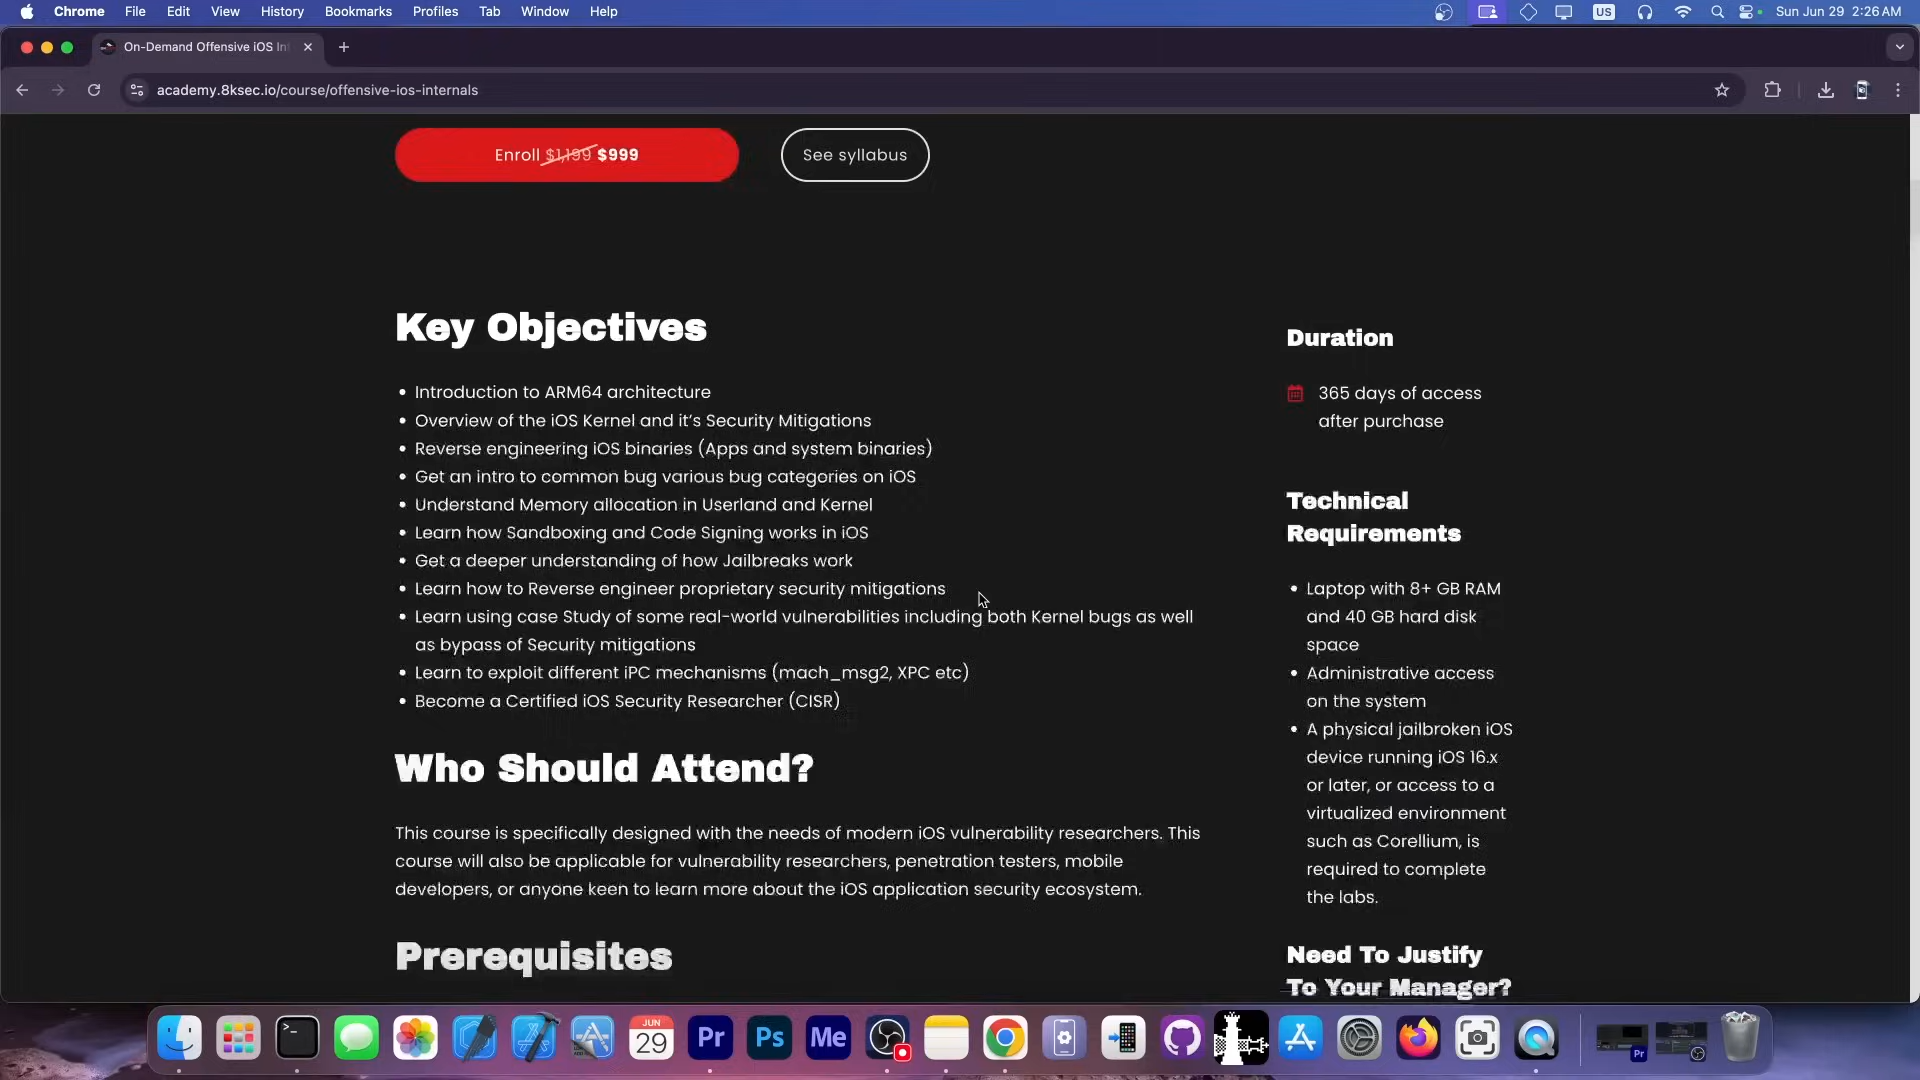 Chrome File Edit View History Bookmarks Profiles Tab Window Help US Sun Jun 29 2:26 AM
On-Demand Offensive iOS In
academy.8ksec.io/course/offensive-ios-internals
Enroll $1,199 $999 See syllabus
Key Objectives
Introduction to ARM64 architecture
Overview of the iOS Kernel and it's Security Mitigations
Reverse engineering iOS binaries (Apps and system binaries)
Get an intro to common bug various bug categories on iOS
Understand Memory allocation in Userland and Kernel
Learn how Sandboxing and Code Signing works in iOS
Get a deeper understanding of how Jailbreaks work
Learn how to Reverse engineer proprietary security mitigations
Learn using case Study of some real-world vulnerabilities including both Kernel bugs as well
as bypass of Security mitigations
Learn to exploit different iPC mechanisms (mach_msg2, XPC etc)
Become a Certified iOS Security Researcher (CISR)
Who Should Attend?
This course is specifically designed with the needs of modern iOS vulnerability researchers. This
course will also be applicable for vulnerability researchers, penetration testers, mobile
developers, or anyone keen to learn more about the iOS application security ecosystem.
Prerequisites
Duration
365 days of access
after purchase
Technical
Requirements
Laptop with 8+ GB RAM
and 40 GB hard disk
space
Administrative access
on the system
A physical jailbroken iOS
device running iOS 16.x
or later, or access to a
virtualized environment
such as Corellium, is
required to complete
the labs.
Need To Justify
To Your Manager?
JUN
29
Pr
Ps
Me
Pr